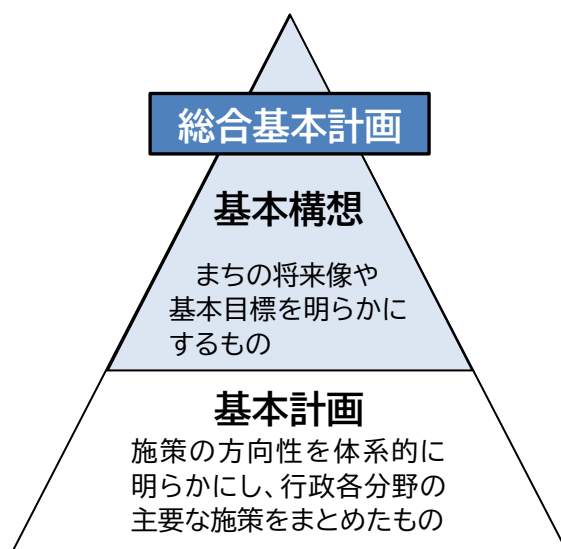 総合基本計画
基本構想
まちの将来像や
基本目標を明らかに
するもの
基本計画
施策の方向性を体系的に
明らかにし、行政各分野の
主要な施策をまとめたもの